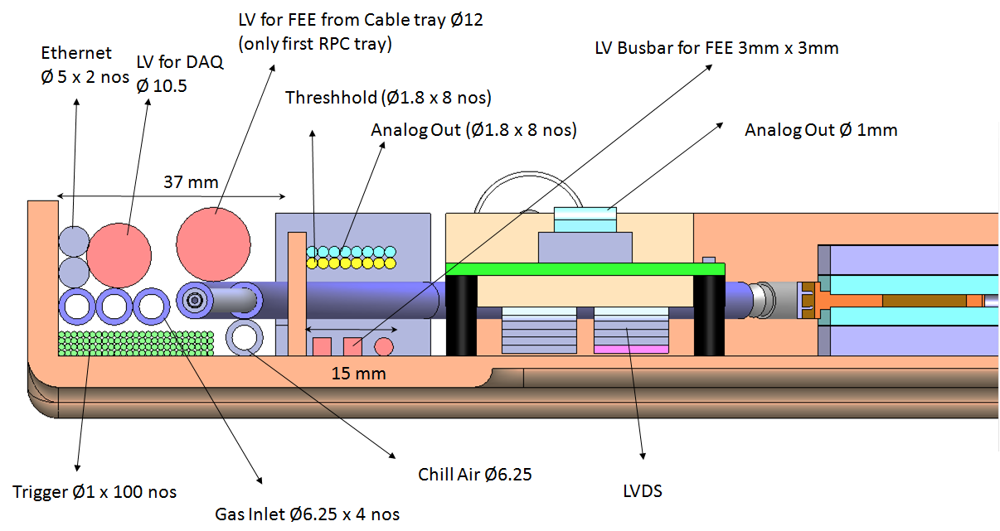 LV for FEE from Cable tray Ø12
(only first RPC tray)
Ethernet
Ø 5 x 2 nos
LV for DAQ
Ø 10.5
LV Busbar for FEE 3mm x 3mm
Threshhold (Ø1.8 x 8 nos)
Analog Out (Ø1.8 x 8 nos)
Analog Out Ø 1mm
37 mm
15 mm
Chill Air Ø6.25
LVDS
Trigger Ø1 x 100 nos
Gas Inlet Ø6.25 x 4 nos